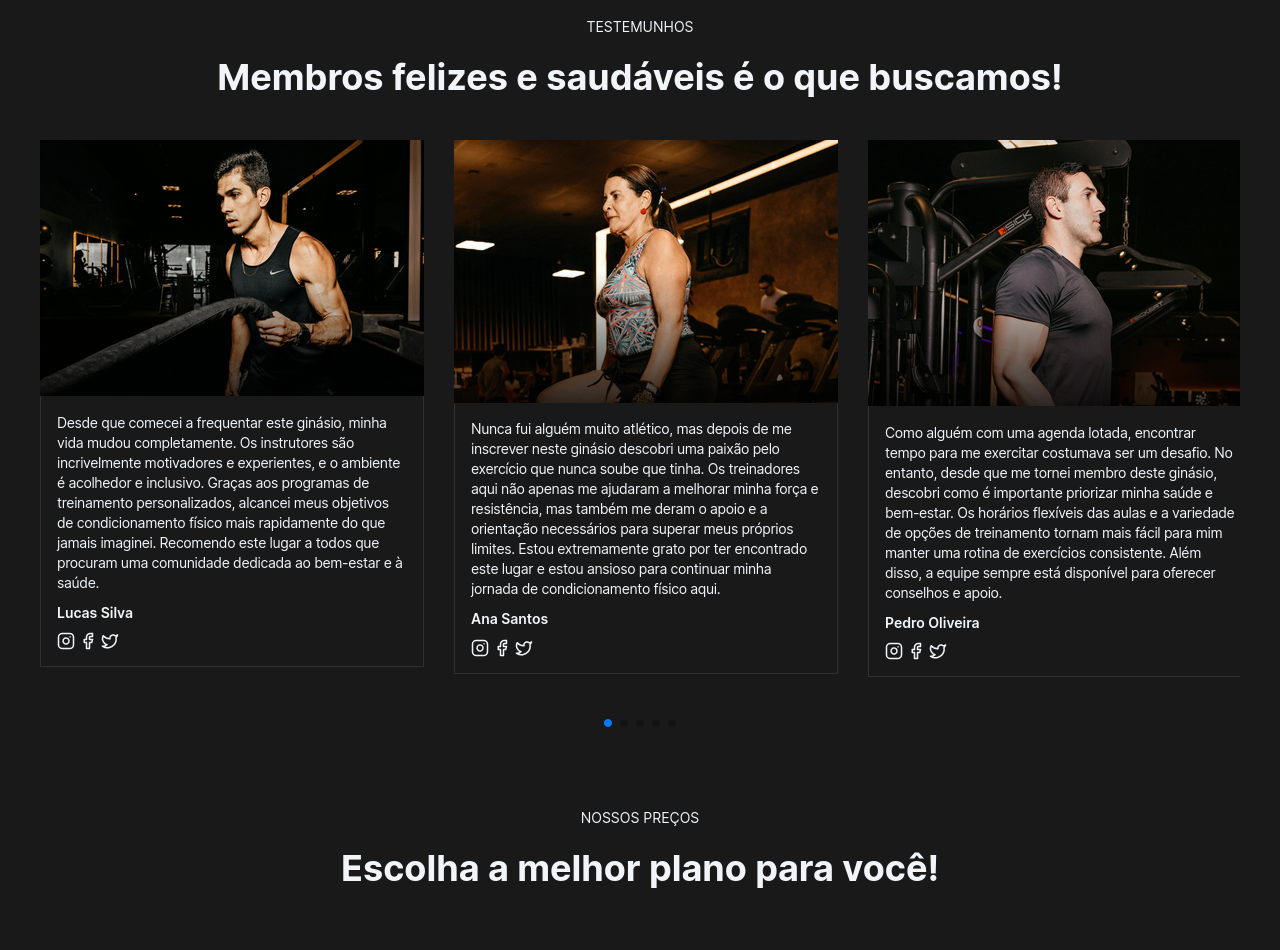 TESTEMUNHOS
Membros felizes e saudáveis é o que buscamos!
SICK
Desde que comecei a frequentar este ginásio, minha
vida mudou completamente. Os instrutores são
incrivelmente motivadores e experientes, e o ambiente
é acolhedor e inclusivo. Graças aos programas de
treinamento personalizados, alcancei meus objetivos
de condicionamento físico mais rapidamente do que
jamais imaginei. Recomendo este lugar a todos que
procuram uma comunidade dedicada ao bem-estar e à
saúde.
Lucas Silva
Nunca fui alguém muito atlético, mas depois de me
inscrever neste ginásio descobri uma paixão pelo
exercício que nunca soube que tinha. Os treinadores
aqui não apenas me ajudaram a melhorar minha força e
resistência, mas também me deram o apoio e a
orientação necessários para superar meus próprios
limites. Estou extremamente grato por ter encontrado
este lugar e estou ansioso para continuar minha
jornada de condicionamento físico aqui.
Ana Santos
Como alguém com uma agenda lotada, encontrar
tempo para me exercitar costumava ser um desafio. No
entanto, desde que me tornei membro deste ginásio,
descobri como é importante priorizar minha saúde e
bem-estar. Os horários flexíveis das aulas e a variedade
de opções de treinamento tornam mais fácil para mim
manter uma rotina de exercícios consistente. Além
disso, a equipe sempre está disponível para oferecer
conselhos e apoio.
Pedro Oliveira
NOSSOS PREÇOS
Escolha a melhor plano para você!